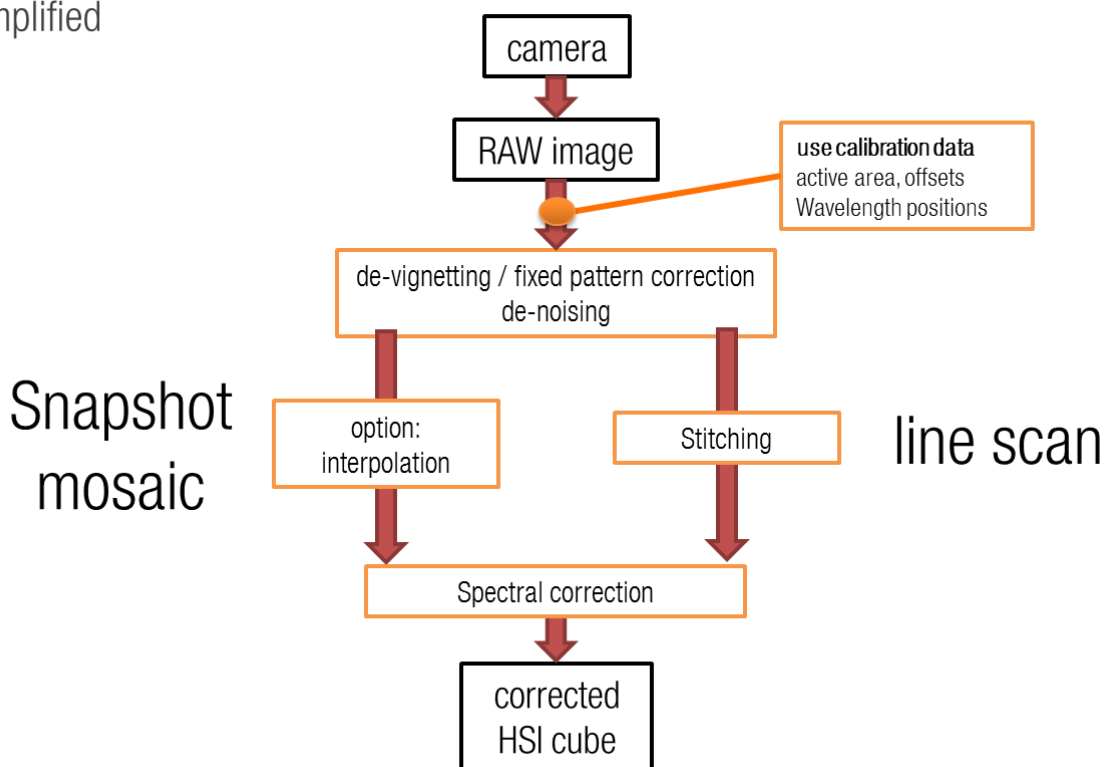 camera
RAW image
use calibration data
active area, offsets
Wavelength positions
de-vignetting / fixed pattern correction
de-noising
Snapshot
mosaic
option:
interpolation
Stitching
line scan
Spectral correction
corrected
HSI cube